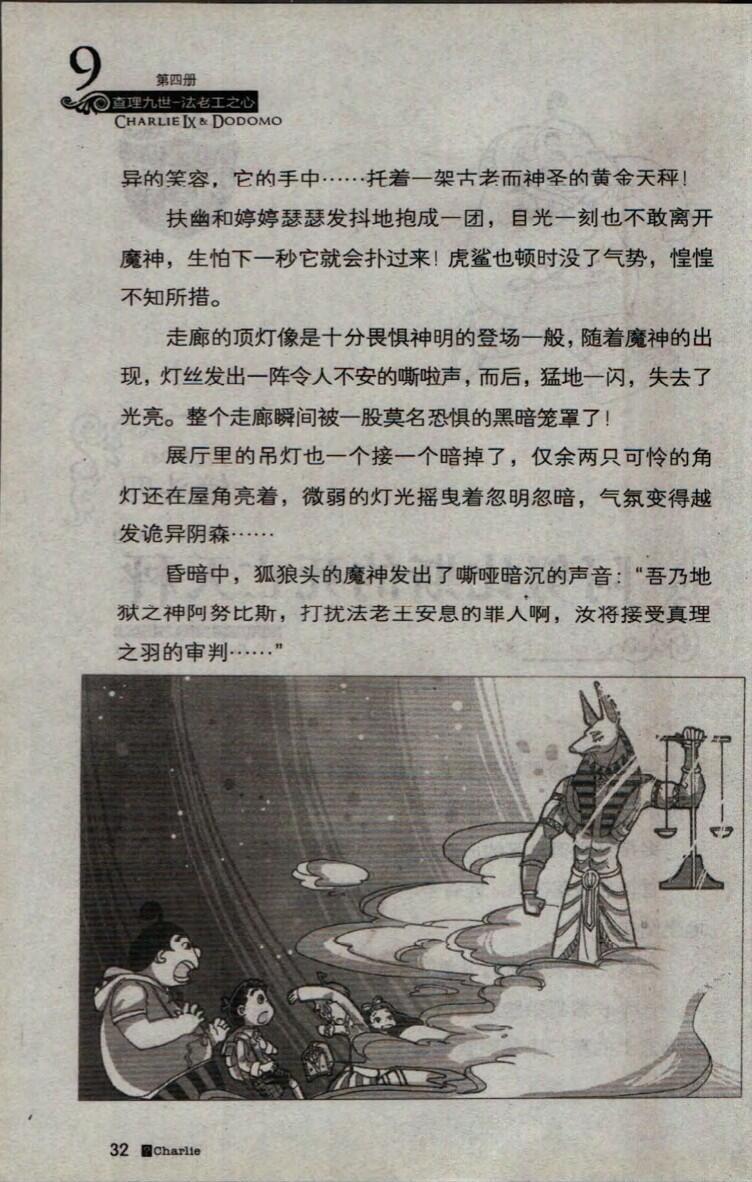 9
第四册
查理九世-法老王之心
CHARLIE IX & DODOMO
异的笑容，它的手中……托着一架古老而神圣的黄金天秤！
扶幽和婷婷瑟瑟发抖地抱成一团，目光一刻也不敢离开
魔神，生怕下一秒它就会扑过来！虎鲨也顿时没了气势，惶惶
不知所措。
走廊的顶灯像是十分畏惧神明的登场一般，随着魔神的出
现，灯丝发出一阵令人不安的嘶啦声，而后，猛地一闪，失去了
光亮。整个走廊瞬间被一股莫名恐惧的黑暗笼罩了！
展厅里的吊灯也一个接一个暗掉了，仅余两只可怜的角
灯还在屋角亮着，微弱的灯光摇曳着忽明忽暗，气氛变得越
发诡异阴森……
昏暗中，狐狼头的魔神发出了嘶哑暗沉的声音：“吾乃地
狱之神阿努比斯，打扰法老王安息的罪人啊，汝将接受真理
之羽的审判……”
32 Charlie